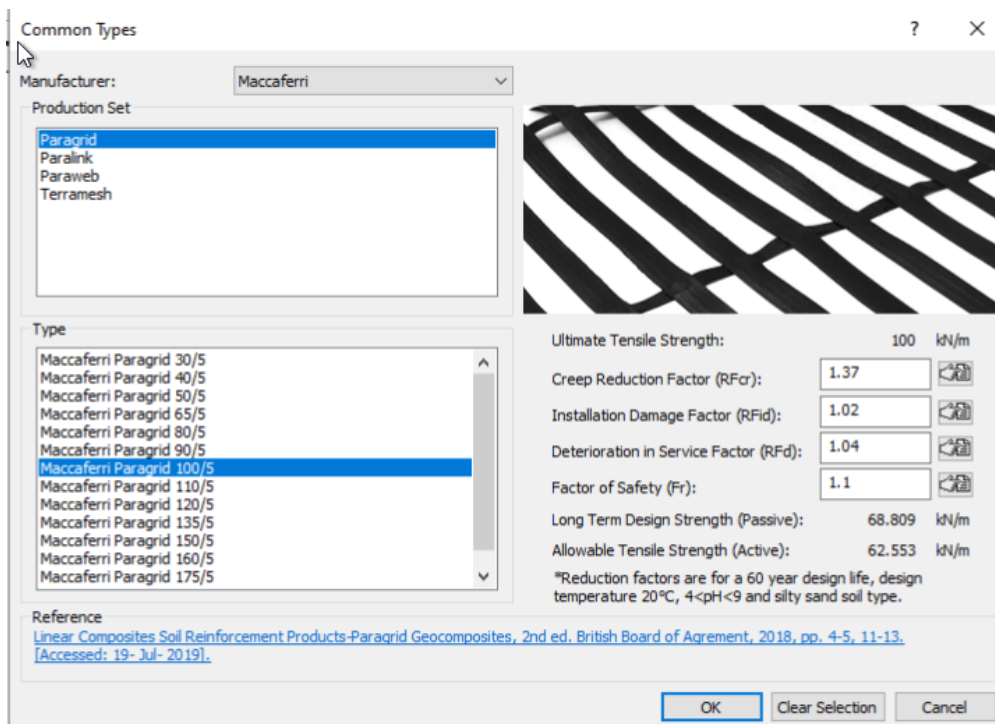 Common Types
?
Manufacturer:
Maccaferri
Production Set
Paragrid
Paralink
Paraweb
Terramesh
Type
Maccaferri Paragrid 30/5
Maccaferri Paragrid 40/5
Maccaferri Paragrid 50/5
Maccaferri Paragrid 65/5
Maccaferri Paragrid 80/5
Maccaferri Paragrid 90/5
Maccaferri Paragrid 100/5
Maccaferri Paragrid 110/5
Maccaferri Paragrid 120/5
Maccaferri Paragrid 135/5
Maccaferri Paragrid 150/5
Maccaferri Paragrid 160/5
Maccaferri Paragrid 175/5
Ultimate Tensile Strength: 100 kN/m
Creep Reduction Factor (RFcr): 1.37
Installation Damage Factor (RFid): 1.02
Deterioration in Service Factor (RFd): 1.04
Factor of Safety (Fr): 1.1
Long Term Design Strength (Passive): 68.809 kN/m
Allowable Tensile Strength (Active): 62.553 kN/m
*Reduction factors are for a 60 year design life, design
temperature 20°C, 4<pH<9 and silty sand soil type.
Reference
Linear Composites Soil Reinforcement Products-Paragrid Geocomposites, 2nd ed. British Board of Agrement, 2018, pp. 4-5, 11-13.
[Accessed: 19- Jul- 2019].
OK
Clear Selection
Cancel